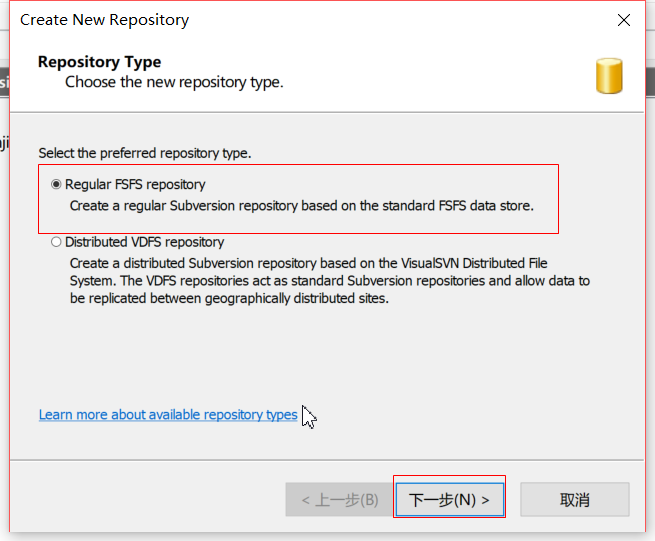 Create New Repository
Repository Type
Choose the new repository type.
Select the preferred repository type.
Regular FSFS repository
Create a regular Subversion repository based on the standard FSFS data store.
Distributed VDFS repository
Create a distributed Subversion repository based on the VisualSVN Distributed File
System. The VDFS repositories act as standard Subversion repositories and allow data to
be replicated between geographically distributed sites.
Learn more about available repository types
< 上一步(B)
下一步(N) >
取消